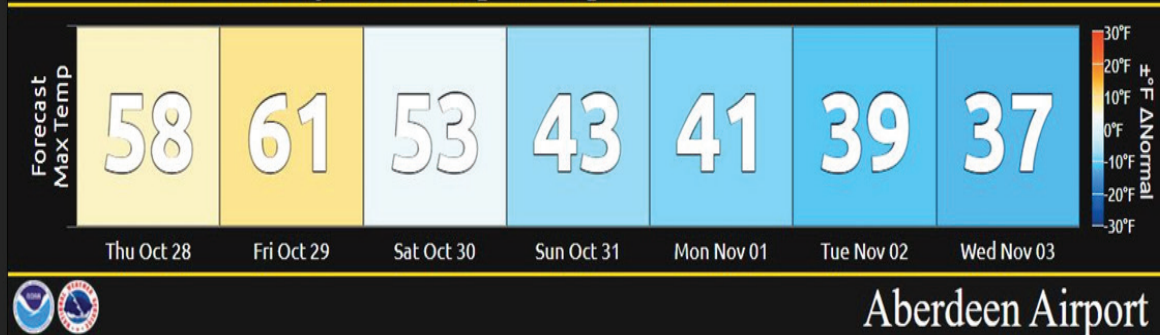 Forecast
Max Temp
58 61 53 43 41 39 37
30°F
20°F
10°F
0°F
-10°F
-20°F
-30°F
±°F ΔNormal
Thu Oct 28 Fri Oct 29 Sat Oct 30 Sun Oct 31 Mon Nov 01 Tue Nov 02 Wed Nov 03
NOAA
Aberdeen Airport